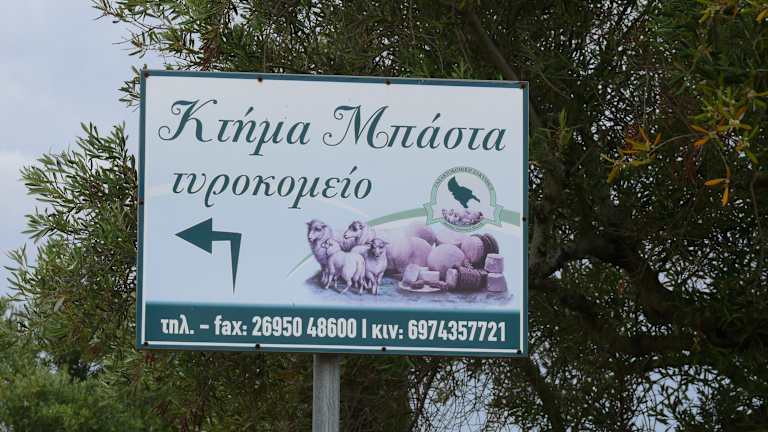 Κτήμα Μπάστα
τυροκομείο
τηλ. – fax: 26950 48600 | κιν: 6974357721